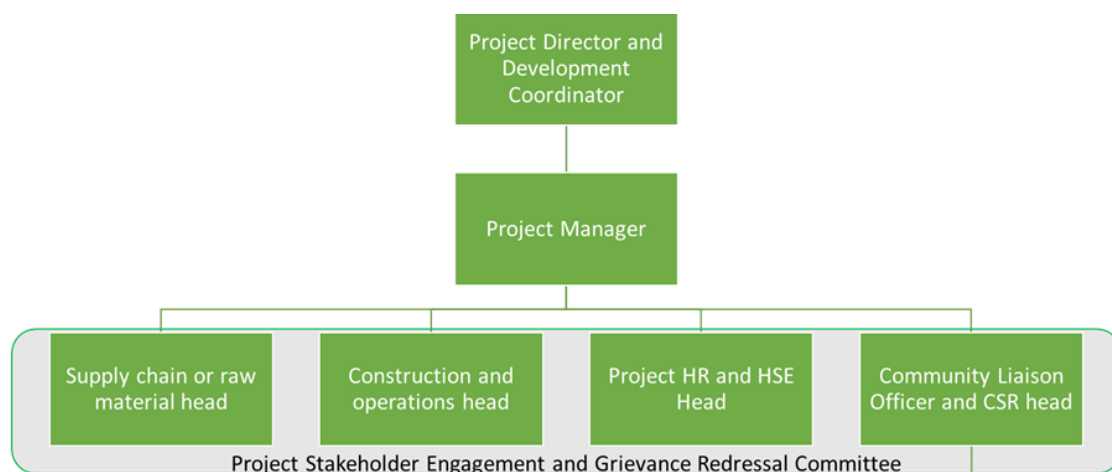 Project Director and
Development
Coordinator
Project Manager
Supply chain or raw
material head
Construction and
operations head
Project HR and HSE
Head
Community Liaison
Officer and CSR head
Project Stakeholder Engagement and Grievance Redressal Committee